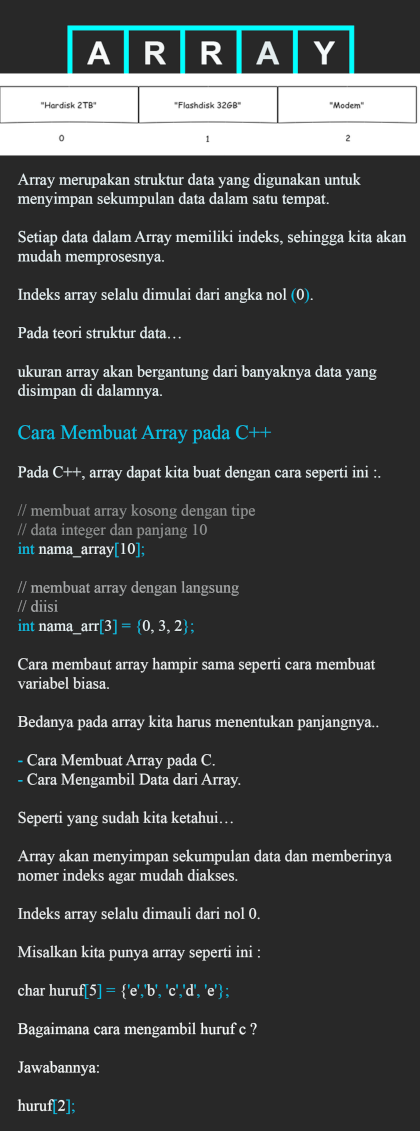 ARRAY
"Hardisk 2TB" "Flashdisk 32GB" "Modem"
0 1 2
Array merupakan struktur data yang digunakan untuk
menyimpan sekumpulan data dalam satu tempat.
Setiap data dalam Array memiliki indeks, sehingga kita akan
mudah memprosesnya.
Indeks array selalu dimulai dari angka nol (0).
Pada teori struktur data…
ukuran array akan bergantung dari banyaknya data yang
disimpan di dalamnya.
Cara Membuat Array pada C++
Pada C++, array dapat kita buat dengan cara seperti ini :.
// membuat array kosong dengan tipe
// data integer dan panjang 10
int nama_array[10];
// membuat array dengan langsung
// diisi
int nama_arr[3] = {0, 3, 2};
Cara membaut array hampir sama seperti cara membuat
variabel biasa.
Bedanya pada array kita harus menentukan panjangnya..
- Cara Membuat Array pada C.
- Cara Mengambil Data dari Array.
Seperti yang sudah kita ketahui…
Array akan menyimpan sekumpulan data dan memberinya
nomer indeks agar mudah diakses.
Indeks array selalu dimauli dari nol 0.
Misalkan kita punya array seperti ini :
char huruf[5] = {'e','b', 'c','d', 'e'};
Bagaimana cara mengambil huruf c ?
Jawabannya:
huruf[2];